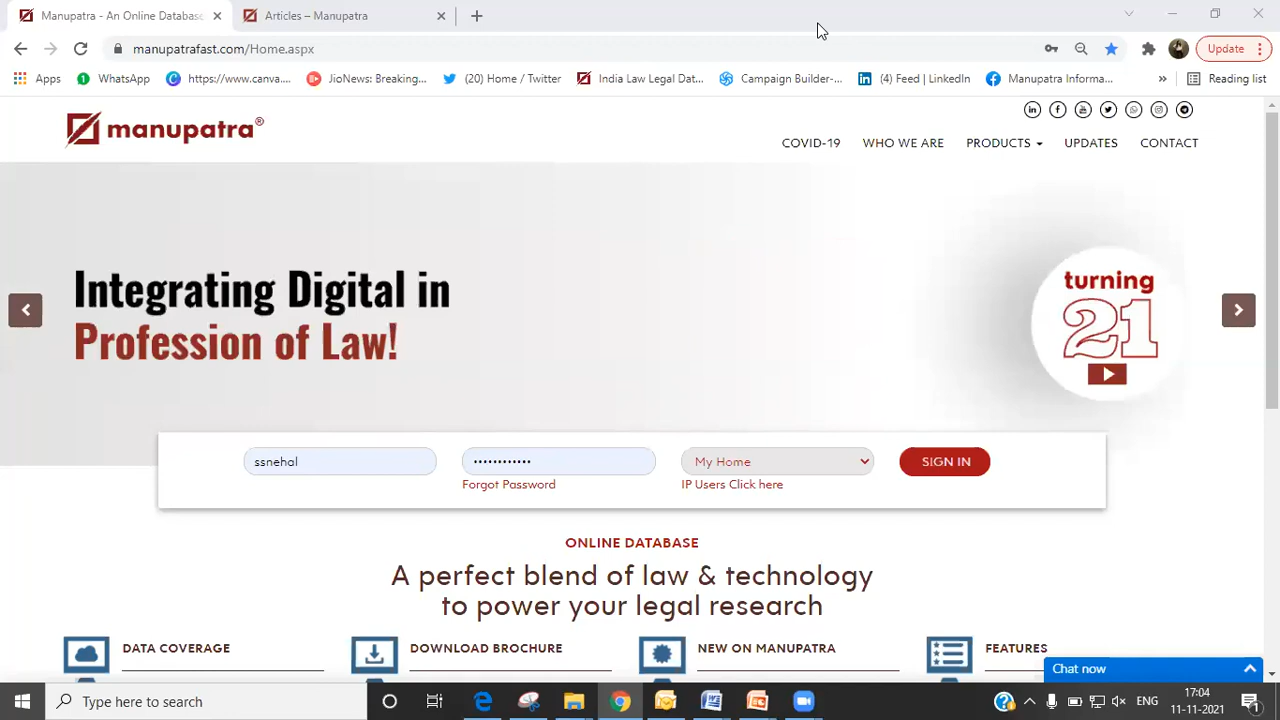 Manupatra - An Online Databas
Articles – Manupatra
manupatrafast.com/Home.aspx
Update
Apps
WhatsApp
https://www.canva....
JioNews: Breaking...
(20) Home / Twitter
India Law Legal Dat...
Campaign Builder-...
(4) Feed | LinkedIn
Manupatra Informa...
»
Reading list
manupatra®
COVID-19
WHO WE ARE
PRODUCTS
UPDATES
CONTACT
Integrating Digital in
Profession of Law!
turning
21
ssnehal
••••••••••••
My Home
SIGN IN
Forgot Password
IP Users Click here
ONLINE DATABASE
A perfect blend of law & technology
to power your legal research
DATA COVERAGE
DOWNLOAD BROCHURE
NEW ON MANUPATRA
FEATURES
Chat now
Type here to search
ENG
17:04
11-11-2021